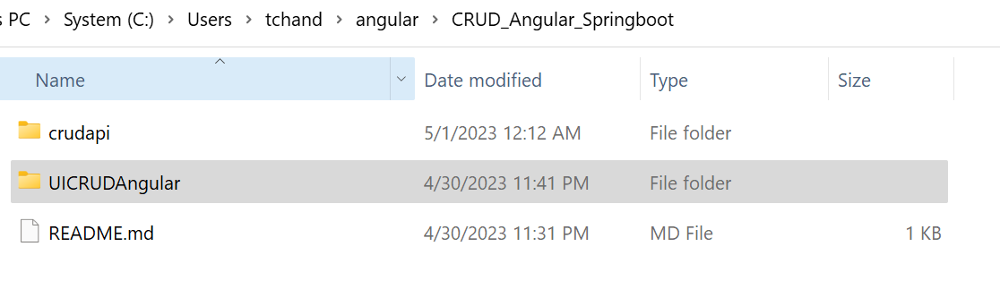 s PC > System (C:) > Users > tchand > angular > CRUD_Angular_Springboot
Name Date modified Type Size
crudapi 5/1/2023 12:12 AM File folder
UICRUDAngular 4/30/2023 11:41 PM File folder
README.md 4/30/2023 11:31 PM MD File 1 KB